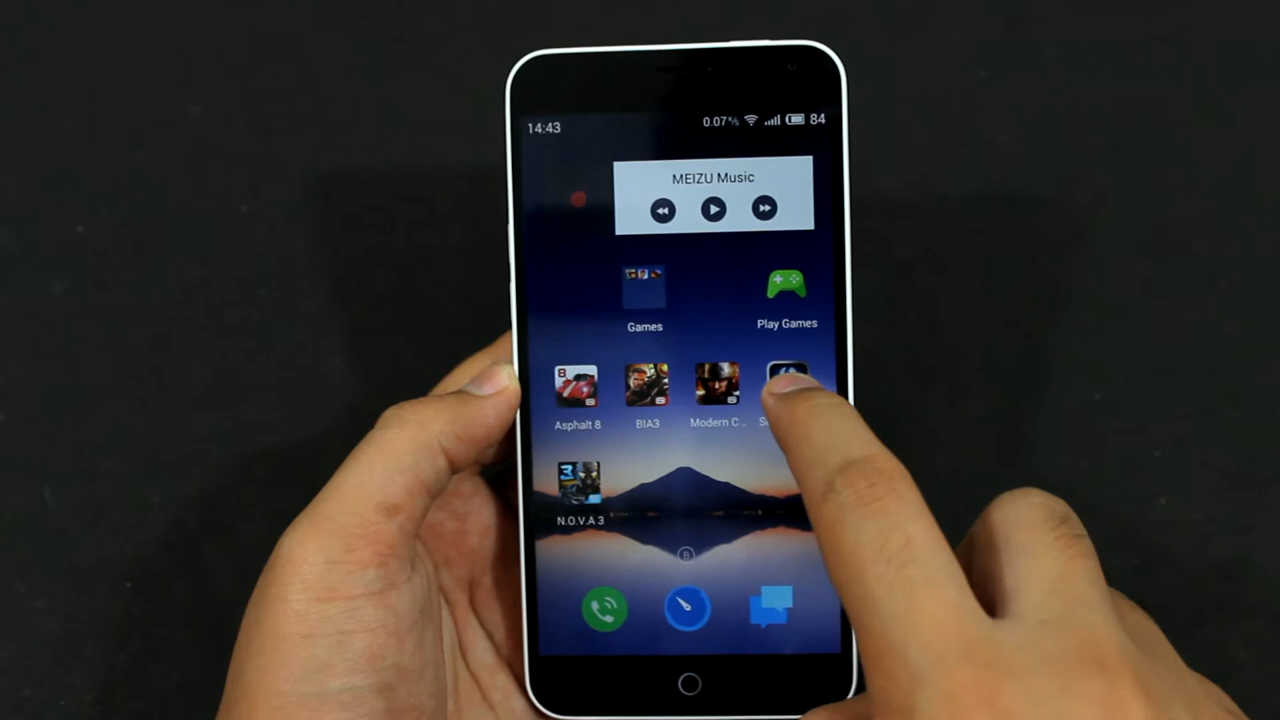 14:43
0.07 K/s 84
MEIZU Music
Games
Play Games
Asphalt 8
BIA3
Modern C...
N.O.V.A 3